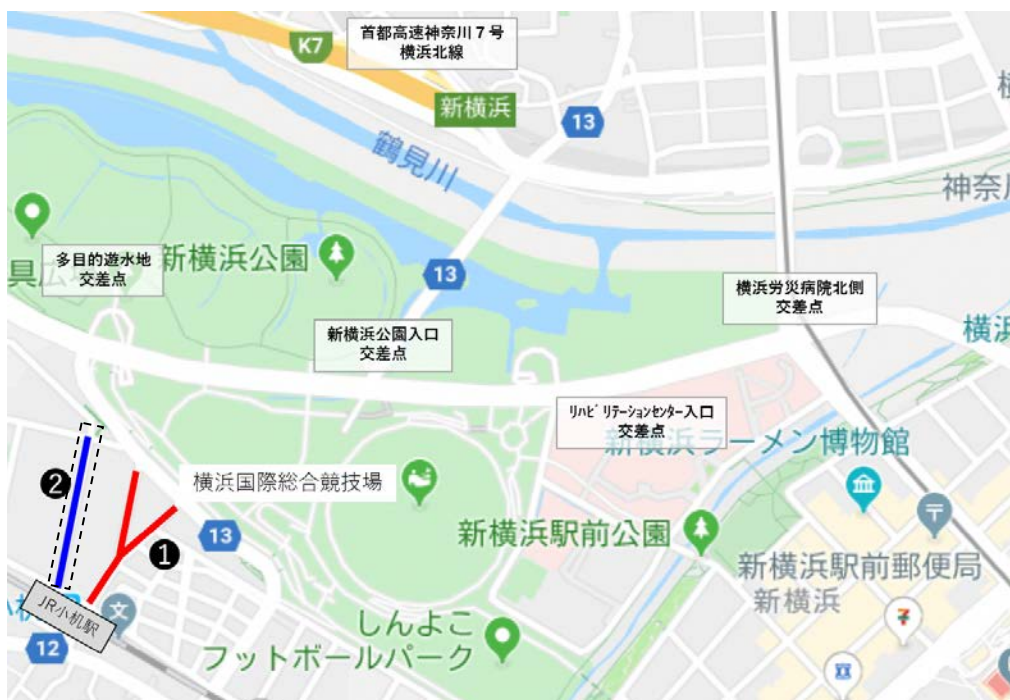 首都高速神奈川７号
横浜北線
K7
新横浜
13
鶴見川
神奈川
多目的遊水地
交差点
新横浜公園
具広
13
横浜労災病院北側
交差点
新横浜公園入口
交差点
横浜
ﾘﾊﾋﾞﾘﾃｰｼｮﾝｾﾝﾀｰ入口
交差点
新横浜ラーメン博物館
❷
横浜国際総合競技場
❶
13
新横浜駅前公園
新横浜駅前郵便局
新横浜
JR小机駅
文
12
しんよこ
フットボールパーク
7